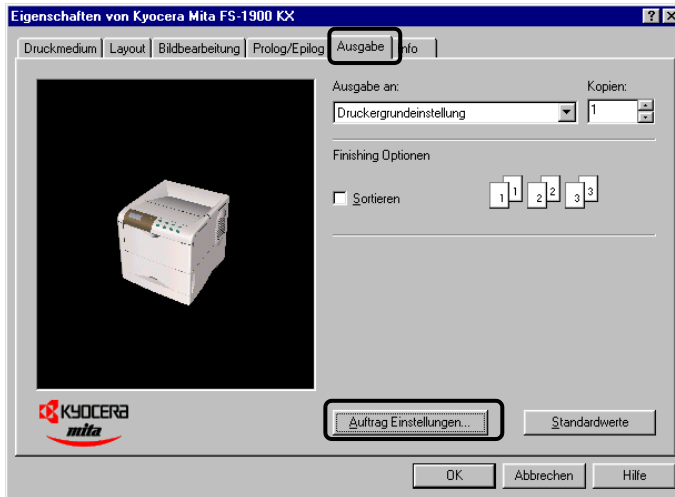 Eigenschaften von Kyocera Mita FS-1900 KX
Druckmedium Layout Bildbearbeitung Prolog/Epilog Ausgabe nfo
Ausgabe an: Kopien:
Druckergrundeinstellung 1
Finishing Optionen
Sortieren 1 1 2 2 3 3
KYOCERA
mita
Auftrag Einstellungen... Standardwerte
OK Abbrechen Hilfe